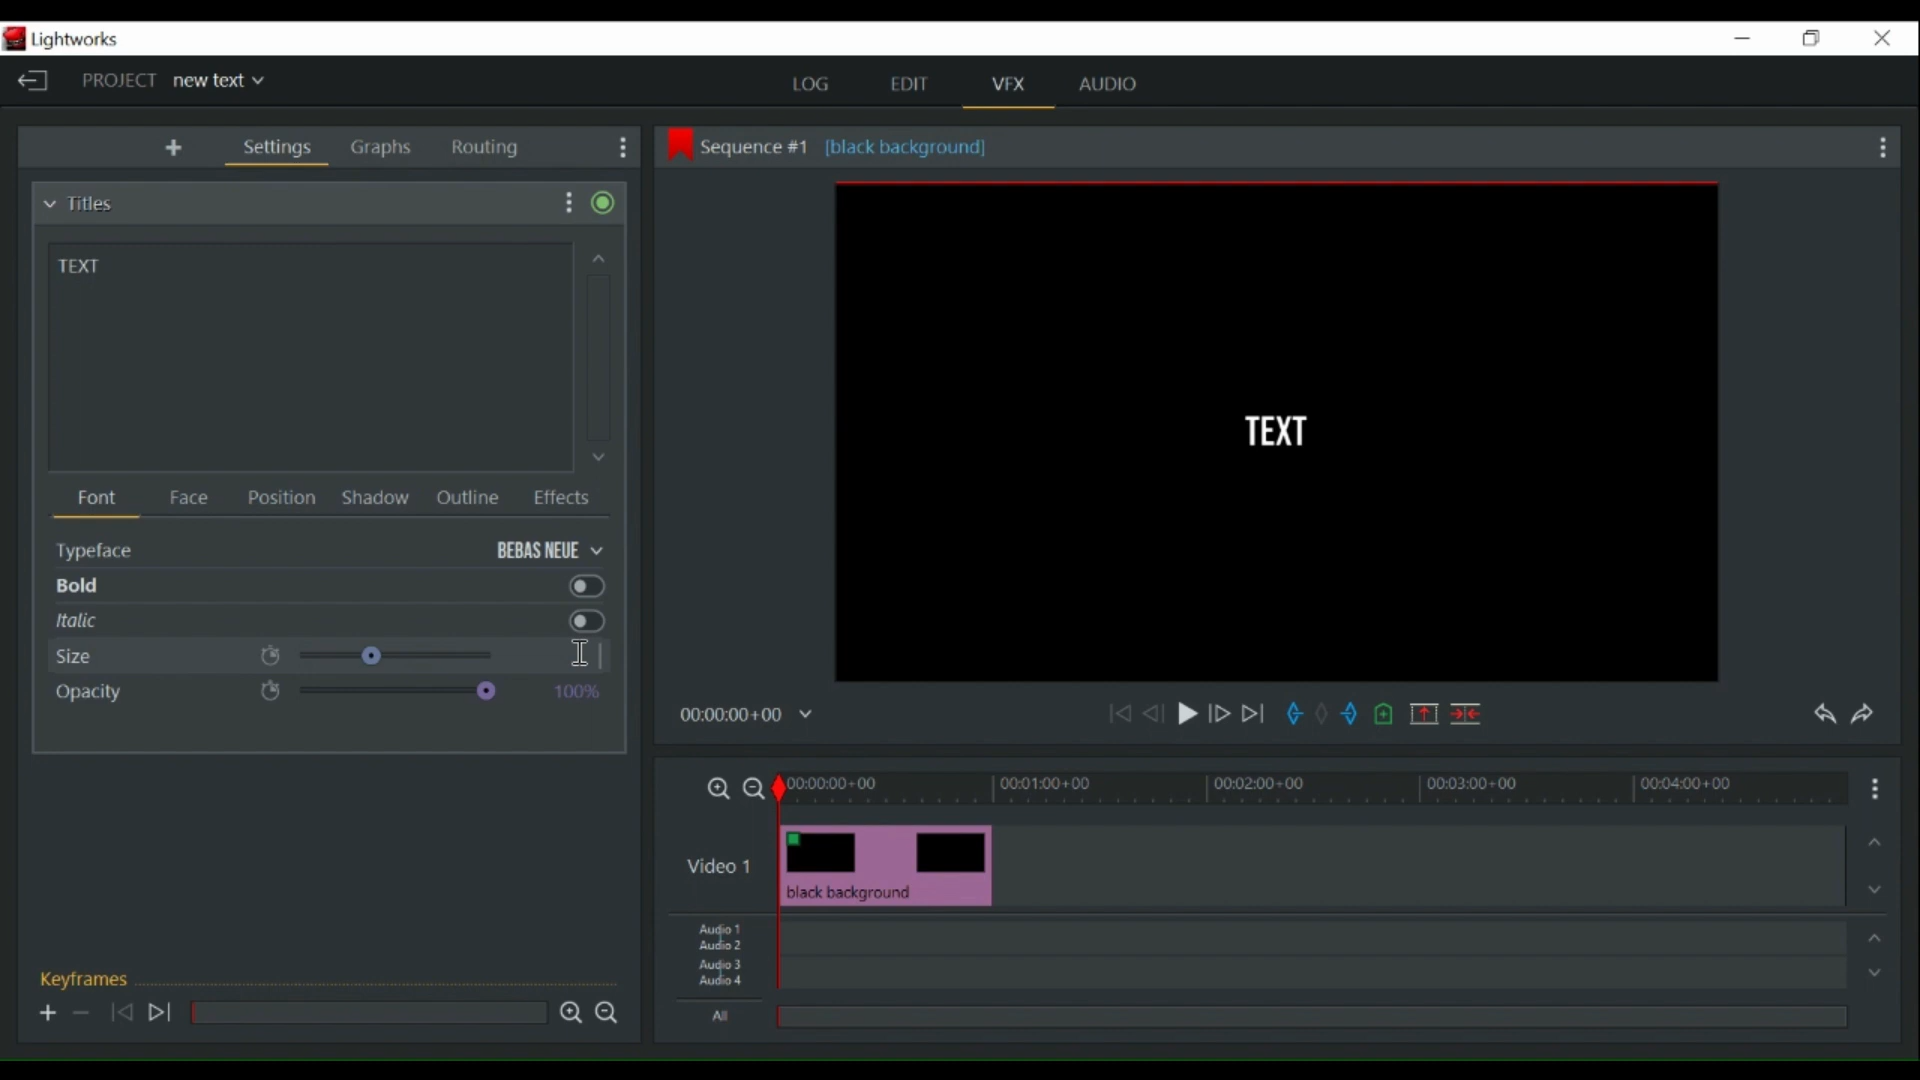 Lightworks
PROJECT new text
LOG EDIT VFX AUDIO
Settings Graphs Routing
Titles
TEXT
Font Face Position Shadow Outline Effects
Typeface BEBAS NEUE
Bold
Italic
Size
Opacity 100%
Keyframes
Sequence #1 [black background]
TEXT
00:00:00+00
00:00:00+00 00:01:00+00 00:02:00+00 00:03:00+00 00:04:00+00
Video 1
black background
Audio 1
Audio 2
Audio 3
Audio 4
All